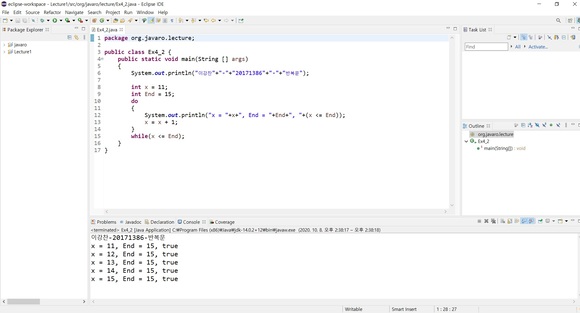 eclipse-workspace - Lecture1/src/org/javaro/lecture/Ex4_2.java - Eclipse IDE
File Edit Source Refactor Navigate Search Project Run Window Help
Package Explorer
javaro
Lecture1
Ex4_2.java
1 package org.javaro.lecture;
2
3 public class Ex4_2 {
4 public static void main(String [] args)
5 {
6 System.out.println("이강찬"+"-"+"20171386"+"-"+"반복문");
7
8 int x = 11;
9 int End = 15;
10 do
11 {
12 System.out.println("x = "+x+", End = "+End+", "+(x <= End));
13 x = x + 1;
14 }
15 while(x <= End);
16 }
17 }
Task List
Find
All
Activate...
Outline
org.javaro.lecture
Ex4_2
main(String[]) : void
Problems Javadoc Declaration Console Coverage
<terminated> Ex4_2 [Java Application] C:₩Program Files (x86)₩Java₩jdk-14.0.2+12₩bin₩javaw.exe (2020. 10. 8. 오후 2:38:17 – 오후 2:38:18)
이강찬-20171386-반복문
x = 11, End = 15, true
x = 12, End = 15, true
x = 13, End = 15, true
x = 14, End = 15, true
x = 15, End = 15, true
Writable
Smart Insert
1 : 28 : 27